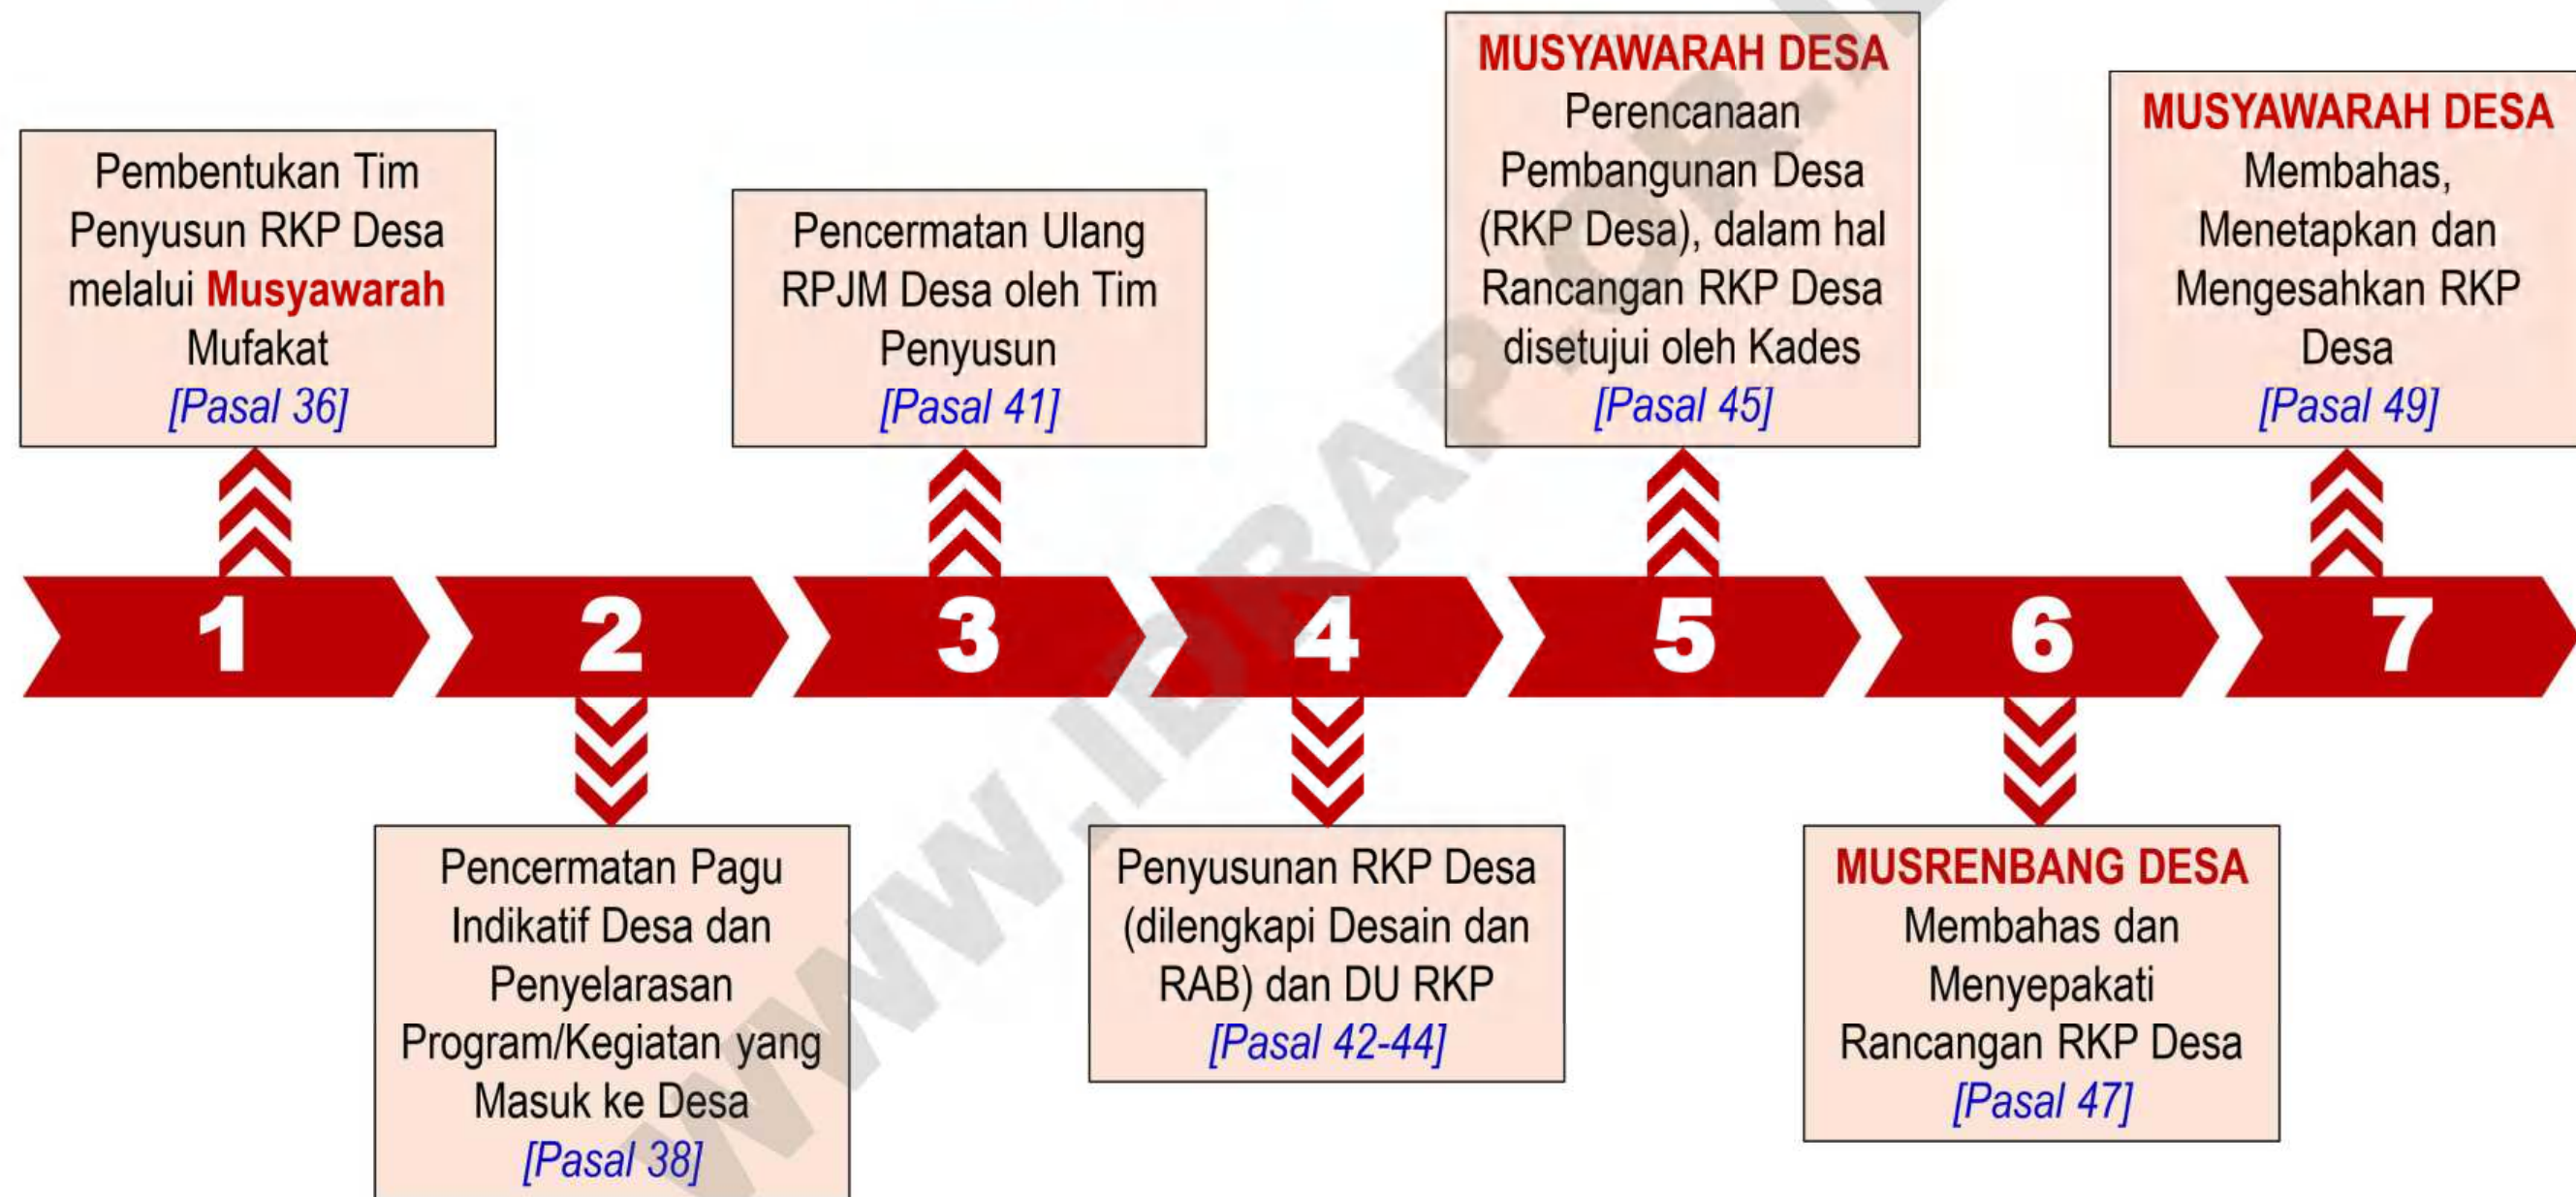 Pembentukan Tim
Penyusun RKP Desa
melalui Musyawarah
Mufakat
[Pasal 36]
Pencermatan Ulang
RPJM Desa oleh Tim
Penyusun
[Pasal 41]
MUSYAWARAH DESA
Perencanaan
Pembangunan Desa
(RKP Desa), dalam hal
Rancangan RKP Desa
disetujui oleh Kades
[Pasal 45]
MUSYAWARAH DESA
Membahas,
Menetapkan dan
Mengesahkan RKP
Desa
[Pasal 49]
1
2
3
4
5
6
7
Pencermatan Pagu
Indikatif Desa dan
Penyelarasan
Program/Kegiatan yang
Masuk ke Desa
[Pasal 38]
Penyusunan RKP Desa
(dilengkapi Desain dan
RAB) dan DU RKP
[Pasal 42-44]
MUSRENBANG DESA
Membahas dan
Menyepakati
Rancangan RKP Desa
[Pasal 47]
WWW.IDRAP.OR.ID